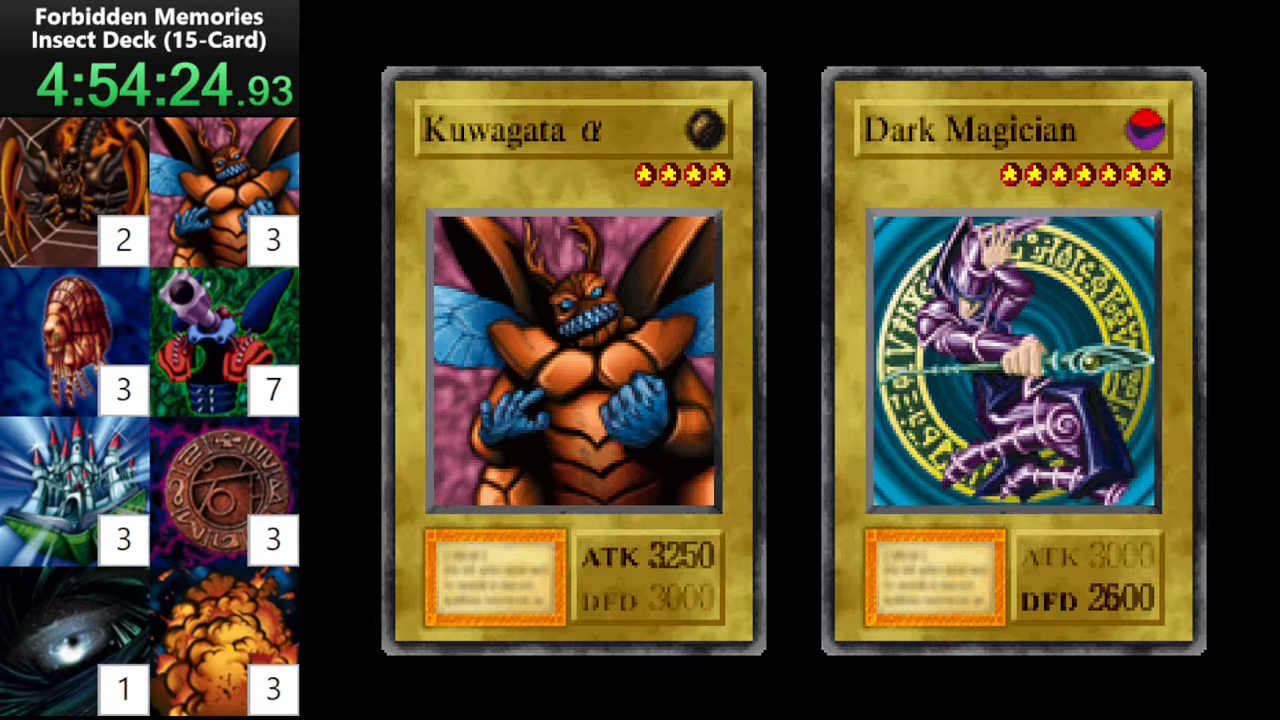 Forbidden Memories
Insect Deck (15-Card)
4:54:24.93
2
3
3
7
3
3
1
3
Kuwagata α
ATK 3250
DFD 3000
Dark Magician
ATK 3000
DFD 2600